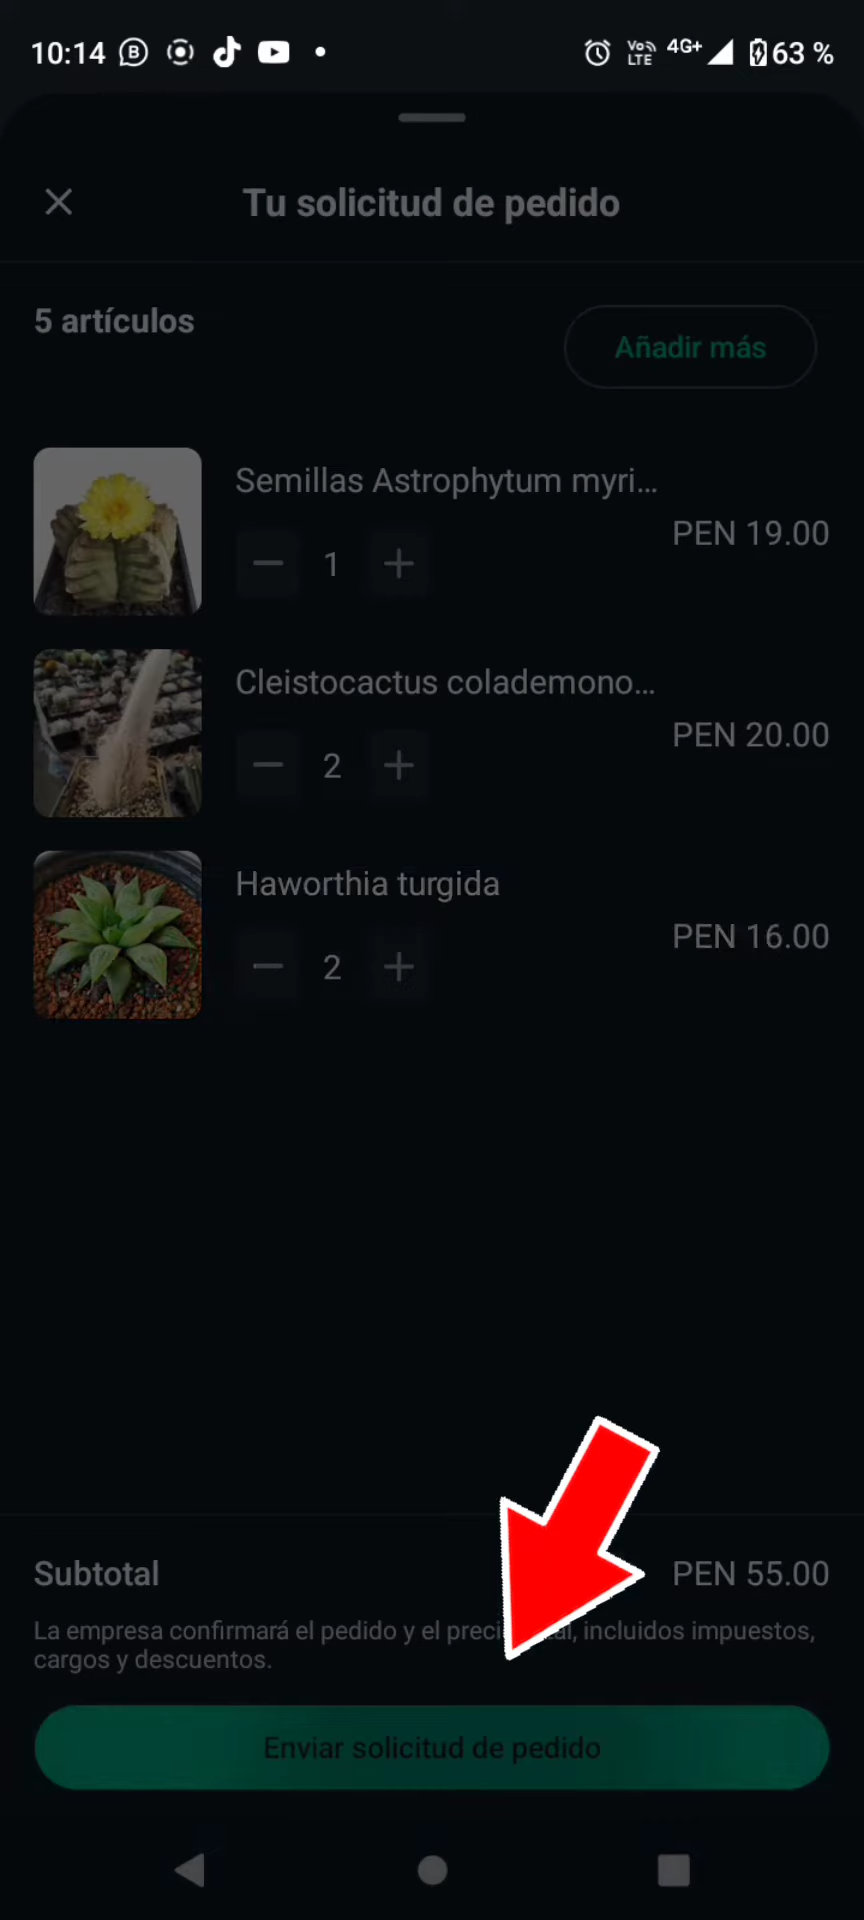 10:14 VoLTE 4G+ 63 %
Tu solicitud de pedido
5 artículos
Añadir más
Semillas Astrophytum myri...
PEN 19.00
1
Cleistocactus colademono...
PEN 20.00
2
Haworthia turgida
PEN 16.00
2
Subtotal
PEN 55.00
La empresa confirmará el pedido y el incluidos impuestos,
cargos y descuentos.
Enviar solicitud de pedido